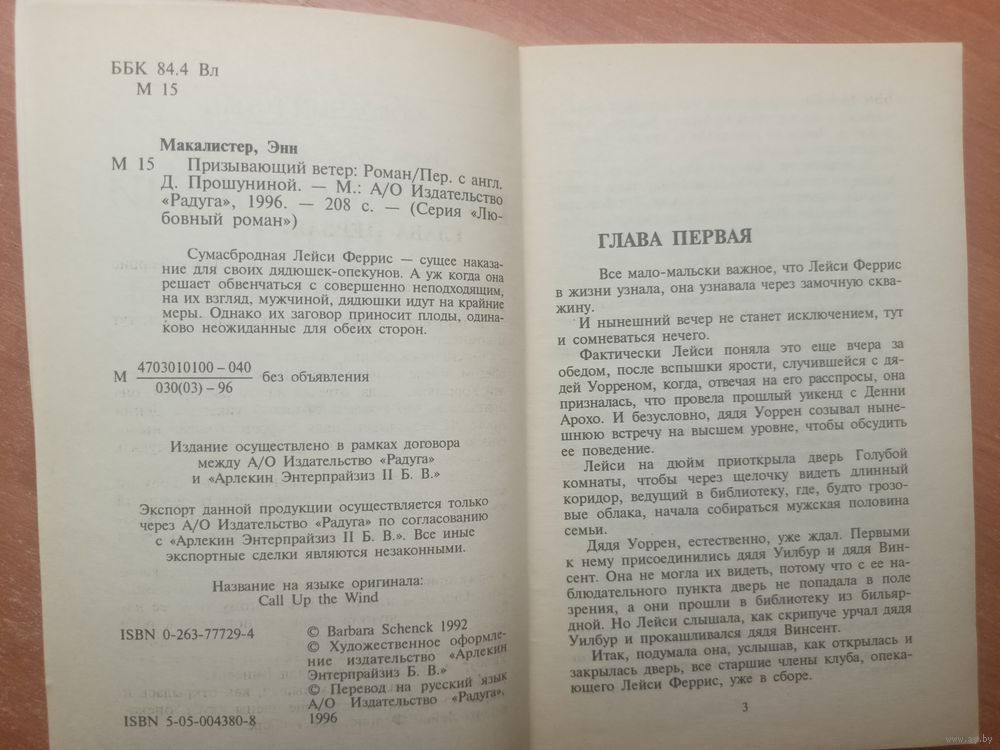 ББК 84.4 Вл
М 15
Макалистер, Энн
М 15 Призывающий ветер: Роман/Пер. с англ.
Д. Прошуниной. — М.: А/О Издательство
«Радуга», 1996. — 208 с. — (Серия «Лю-
бовный роман»)
Сумасбродная Лейси Феррис — сущее наказа-
ние для своих дядюшек-опекунов. А уж когда она
решает обвенчаться с совершенно неподходящим,
на их взгляд, мужчиной, дядюшки идут на крайние
меры. Однако их заговор приносит плоды, одина-
ково неожиданные для обеих сторон.
М 4703010100 – 040
030(03) – 96 без объявления
Издание осуществлено в рамках договора
между А/О Издательство «Радуга»
и «Арлекин Энтерпрайзиз II Б. В.»
Экспорт данной продукции осуществляется только
через А/О Издательство «Радуга» по согласованию
с «Арлекин Энтерпрайзиз II Б. В.». Все иные
экспортные сделки являются незаконными.
Название на языке оригинала:
Call Up the Wind
ISBN 0-263-77729-4
© Barbara Schenck 1992
© Художественное оформле-
ние издательство «Арлекин
Энтерпризиз Б. В.»
© Перевод на русский язык
А/О Издательство «Радуга»,
1996
ISBN 5-05-004380-8
ГЛАВА ПЕРВАЯ
Все мало-мальски важное, что Лейси Феррис
в жизни узнала, она узнавала через замочную сква-
жину.
И нынешний вечер не станет исключением, тут
и сомневаться нечего.
Фактически Лейси поняла это еще вчера за
обедом, после вспышки ярости, случившейся с дя-
дей Уорреном, когда, отвечая на его расспросы, она
призналась, что провела прошлый уикенд с Денни
Арохо. И безусловно, дядя Уоррен созывал ныне-
шнюю встречу на высшем уровне, чтобы обсудить
ее поведение.
Лейси на дюйм приоткрыла дверь Голубой
комнаты, чтобы через щелочку видеть длинный
коридор, ведущий в библиотеку, где, будто грозо-
вые облака, начала собираться мужская половина
семьи.
Дядя Уоррен, естественно, уже ждал. Первыми
к нему присоединились дядя Уилбур и дядя Вин-
сент. Она не могла их видеть, потому что с ее на-
блюдательного пункта дверь не попадала в поле
зрения, а они прошли в библиотеку из бильяр-
дной. Но Лейси слышала, как скрипуче урчал дядя
Уилбур и прокашливался дядя Винсент.
Итак, подумала она, услышав, как открылась и
закрылась дверь, все старшие члены клуба, опека-
ющего Лейси Феррис, уже в сборе.
3
www.ay.by